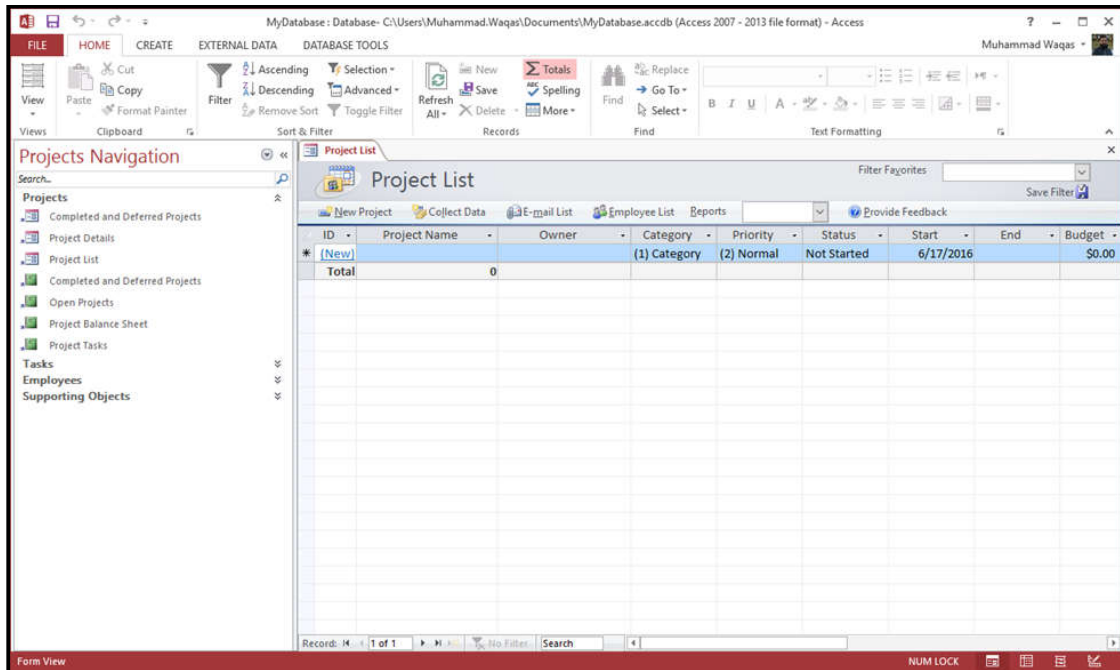 MyDatabase : Database- C:\Users\Muhammad.Waqas\Documents\MyDatabase.accdb (Access 2007 - 2013 file format) - Access
FILE HOME CREATE EXTERNAL DATA DATABASE TOOLS Muhammad Waqas
View
Views
Paste
Cut
Copy
Format Painter
Clipboard
Filter
Ascending
Descending
Remove Sort
Selection
Advanced
Toggle Filter
Sort & Filter
Refresh
All
New
Save
Delete
Totals
Spelling
More
Records
Find
Replace
Go To
Select
Find
B I U A
Text Formatting
Projects Navigation
Search...
Projects
Completed and Deferred Projects
Project Details
Project List
Completed and Deferred Projects
Open Projects
Project Balance Sheet
Project Tasks
Tasks
Employees
Supporting Objects
Project List
Project List
Filter Favorites
Save Filter
New Project Collect Data E-mail List Employee List Reports Provide Feedback
ID Project Name Owner Category Priority Status Start End Budget
(New) (1) Category (2) Normal Not Started 6/17/2016 $0.00
Total 0
Record: 1 of 1 No Filter Search
Form View NUM LOCK